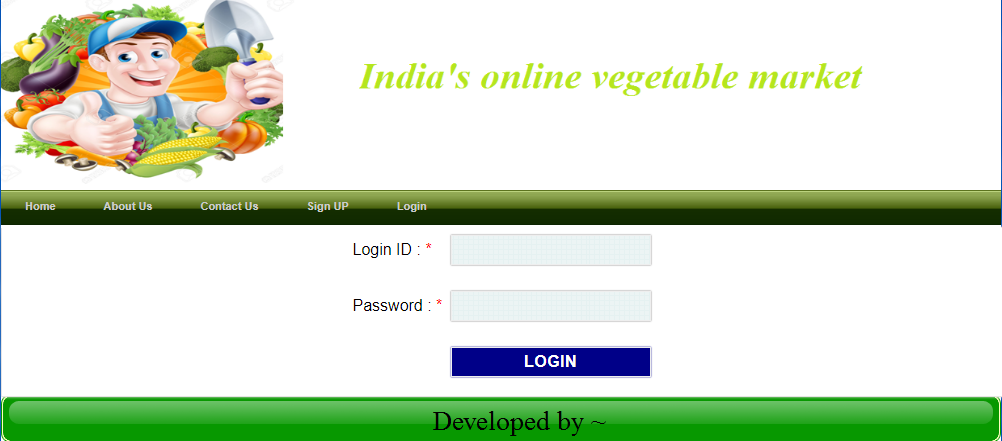 India's online vegetable market
Home About Us Contact Us Sign UP Login
Login ID : *
Password : *
LOGIN
Developed by ~